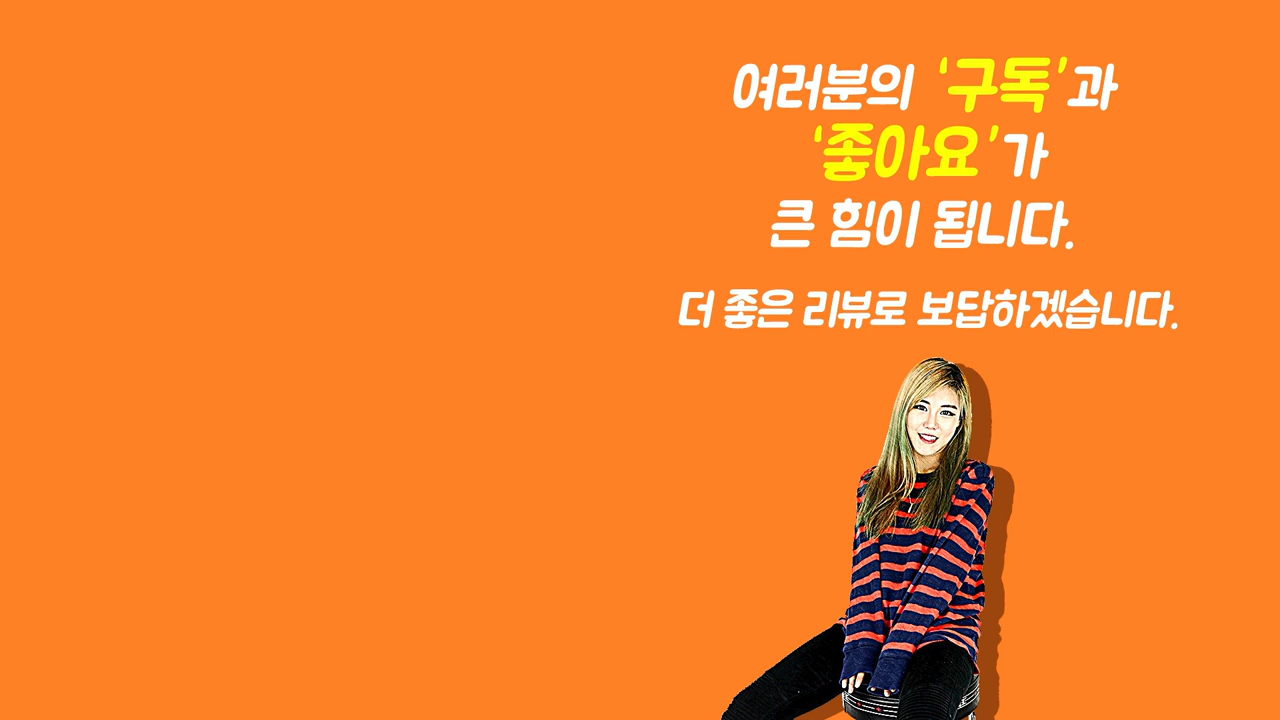 여러분의 '구독'과
'좋아요'가
큰 힘이 됩니다.
더 좋은 리뷰로 보답하겠습니다.